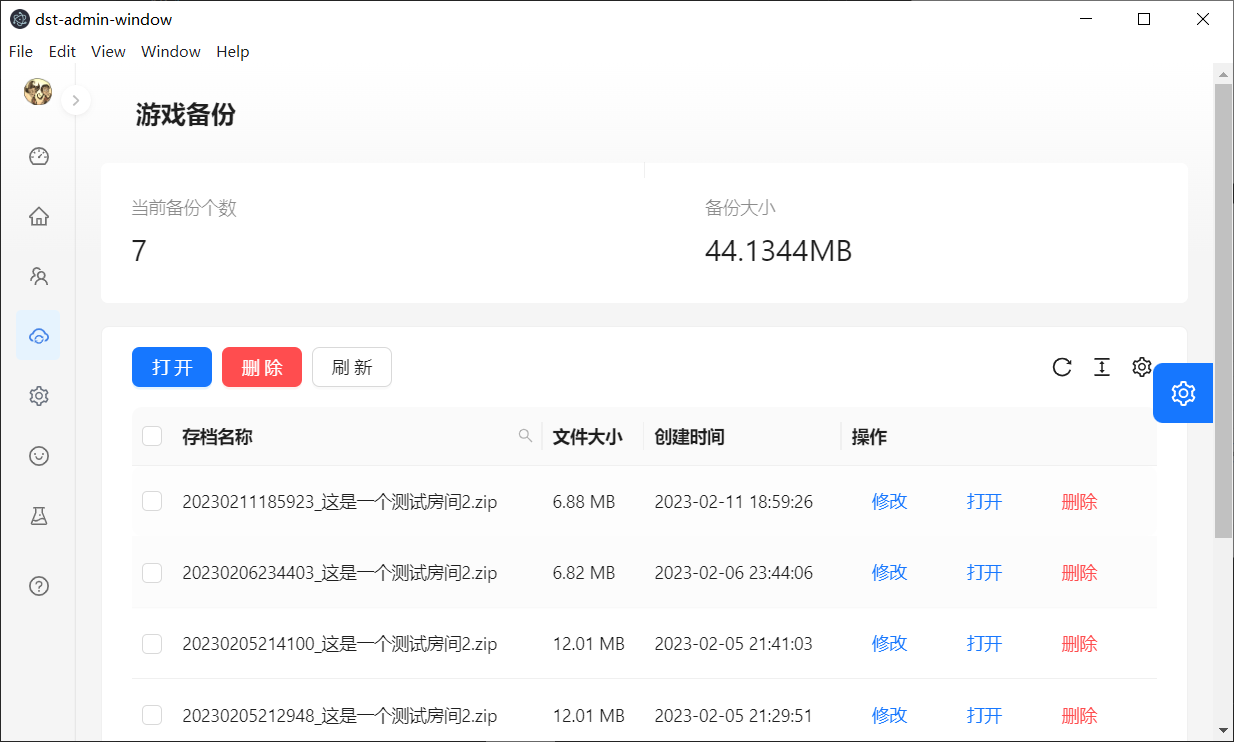 dst-admin-window
File Edit View Window Help
游戏备份
当前备份个数 备份大小
7 44.1344MB
打 开 删 除 刷 新
存档名称 文件大小 创建时间 操作
20230211185923_这是一个测试房间2.zip 6.88 MB 2023-02-11 18:59:26 修改 打开 删除
20230206234403_这是一个测试房间2.zip 6.82 MB 2023-02-06 23:44:06 修改 打开 删除
20230205214100_这是一个测试房间2.zip 12.01 MB 2023-02-05 21:41:03 修改 打开 删除
20230205212948_这是一个测试房间2.zip 12.01 MB 2023-02-05 21:29:51 修改 打开 删除